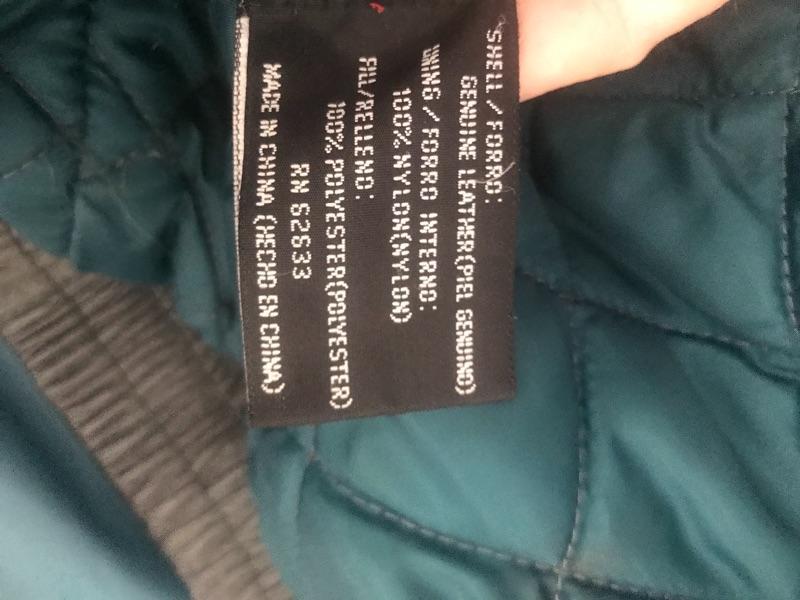 SHELL / FORRO:
GENUINE LEATHER(PIEL GENUINO)
LINING / FORRO INTERNO:
100% NYLON(NYLON)
FILL/RELLENO:
100% POLYESTER(POLYESTER)
RN 62633
MADE IN CHINA (HECHO EN CHINA)